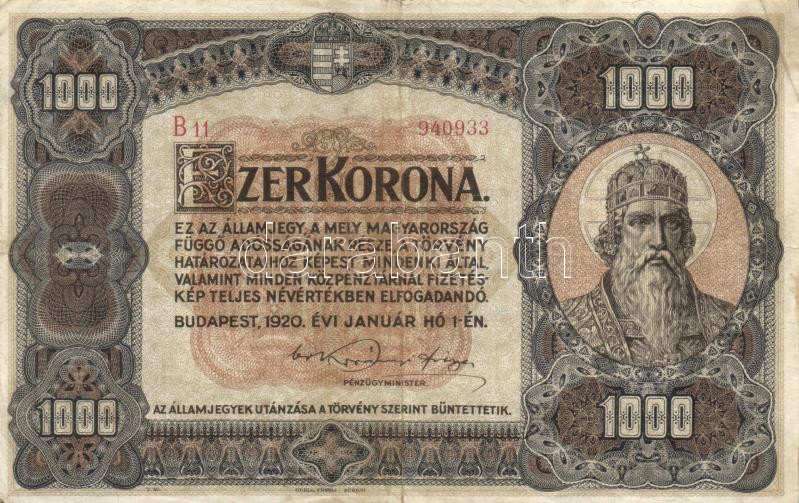 1000
1000
B 11
940933
EZER KORONA.
EZ AZ ÁLLAMJEGY, A MELY MAGYARORSZÁG
FÜGGŐ ADÓSSÁGÁNAK RÉSZE, A TÖRVÉNY
HATÁROZATAIHOZ KÉPEST MINDENKI ÁLTAL,
VALAMINT MINDEN KÖZPÉNZTÁRNÁL FIZETÉS-
KÉP TELJES NÉVÉRTÉKBEN ELFOGADANDÓ.
BUDAPEST, 1920. ÉVI JANUÁR HÓ 1-ÉN.
PÉNZÜGYMINISTER.
AZ ÁLLAMJEGYEK UTÁNZÁSA A TÖRVÉNY SZERINT BÜNTETTETIK.
1000
1000
darabanth